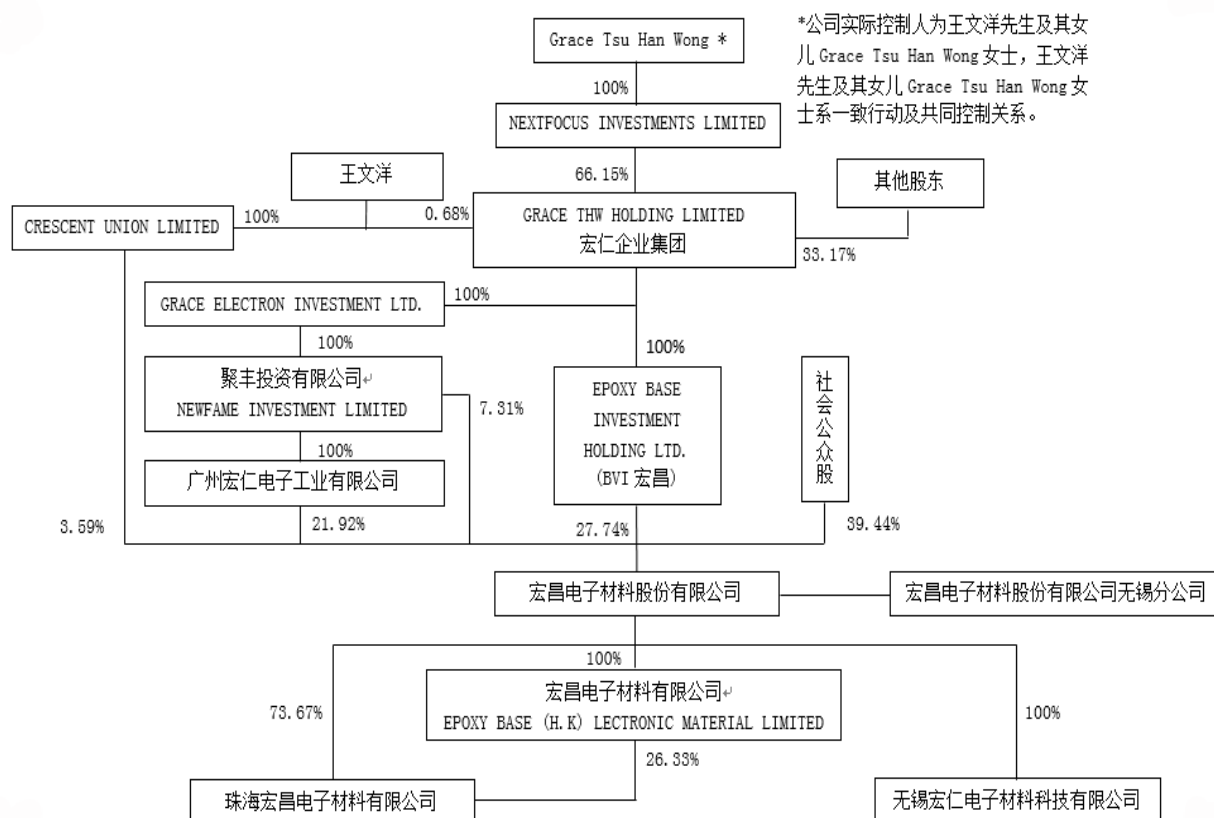 Grace Tsu Han Wong *
*公司实际控制人为王文洋先生及其女
儿 Grace Tsu Han Wong 女士，王文洋
先生及其女儿 Grace Tsu Han Wong 女
士系一致行动及共同控制关系。
100%
NEXTFOCUS INVESTMENTS LIMITED
王文洋
66.15%
其他股东
CRESCENT UNION LIMITED
100%
0.68%
GRACE THW HOLDING LIMITED
宏仁企业集团
33.17%
GRACE ELECTRON INVESTMENT LTD.
100%
100%
100%
聚丰投资有限公司
NEWFAME INVESTMENT LIMITED
7.31%
EPOXY BASE
INVESTMENT
HOLDING LTD.
(BVI 宏昌)
社会公众股
100%
广州宏仁电子工业有限公司
3.59%
21.92%
27.74%
39.44%
宏昌电子材料股份有限公司
宏昌电子材料股份有限公司无锡分公司
100%
宏昌电子材料有限公司
EPOXY BASE (H.K) LECTRONIC MATERIAL LIMITED
73.67%
100%
26.33%
珠海宏昌电子材料有限公司
无锡宏仁电子材料科技有限公司